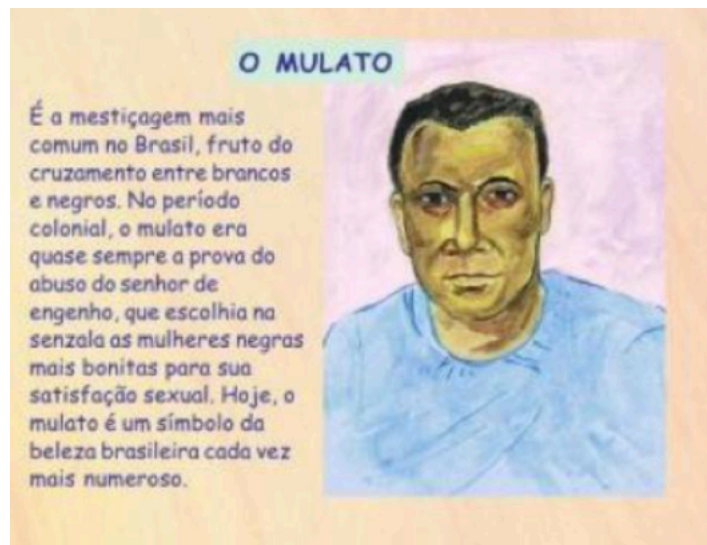 O MULATO
É a mestiçagem mais
comum no Brasil, fruto do
cruzamento entre brancos
e negros. No período
colonial, o mulato era
quase sempre a prova do
abuso do senhor de
engenho, que escolhia na
senzala as mulheres negras
mais bonitas para sua
satisfação sexual. Hoje, o
mulato é um símbolo da
beleza brasileira cada vez
mais numeroso.